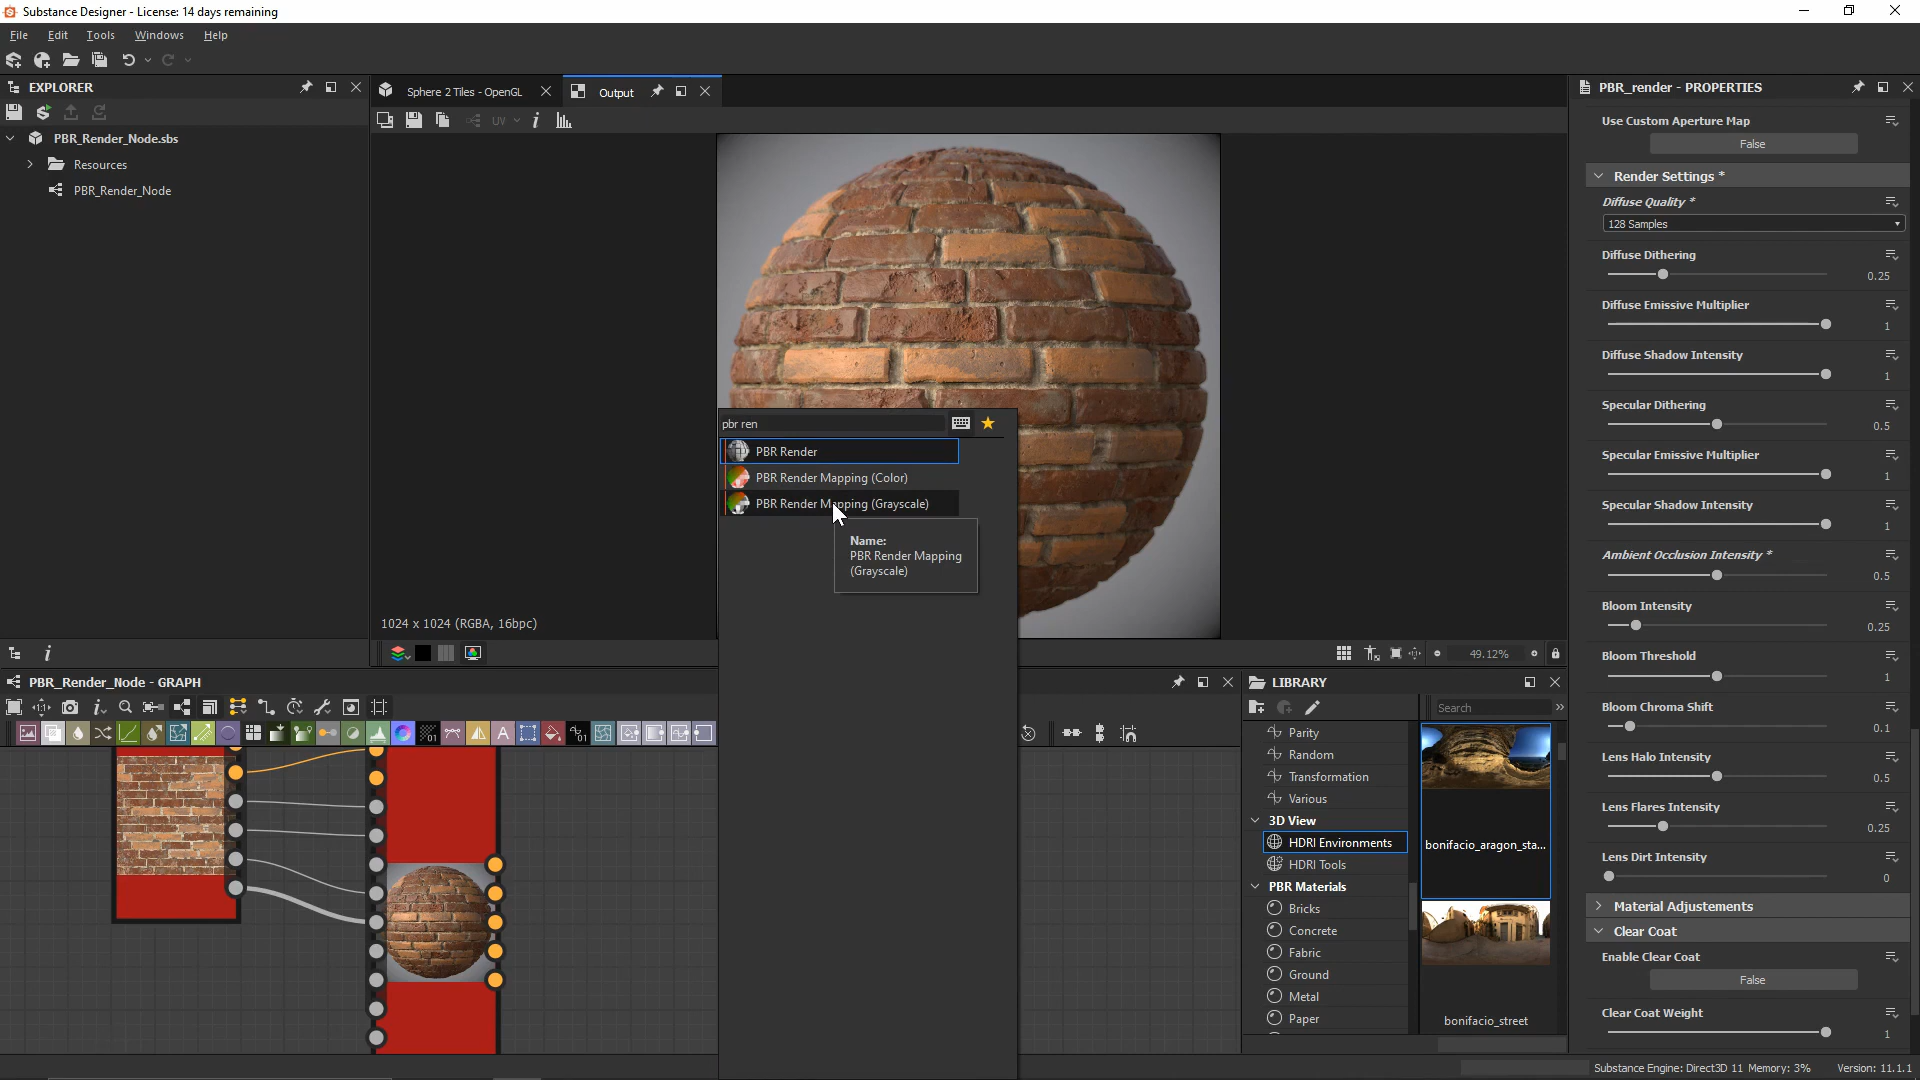 Substance Designer - License: 14 days remaining
File Edit Tools Windows Help
EXPLORER
PBR_Render_Node.sbs
Resources
PBR_Render_Node
Sphere 2 Tiles - OpenGL
Output
UV
1024 x 1024 (RGBA, 16bpc)
49.12%
pbr ren
PBR Render
PBR Render Mapping (Color)
PBR Render Mapping (Grayscale)
Name:
PBR Render Mapping
(Grayscale)
PBR_Render_Node - GRAPH
LIBRARY
Search
Parity
Random
Transformation
Various
3D View
HDRI Environments
HDRI Tools
PBR Materials
Bricks
Concrete
Fabric
Ground
Metal
Paper
bonifacio_aragon_sta...
bonifacio_street
PBR_render - PROPERTIES
Use Custom Aperture Map
False
Render Settings *
Diffuse Quality *
128 Samples
Diffuse Dithering
0.25
Diffuse Emissive Multiplier
1
Diffuse Shadow Intensity
1
Specular Dithering
0.5
Specular Emissive Multiplier
1
Specular Shadow Intensity
1
Ambient Occlusion Intensity *
0.5
Bloom Intensity
0.25
Bloom Threshold
1
Bloom Chroma Shift
0.1
Lens Halo Intensity
0.5
Lens Flares Intensity
0.25
Lens Dirt Intensity
0
Material Adjustments
Clear Coat
Enable Clear Coat
False
Clear Coat Weight
1
Substance Engine: Direct3D 11 Memory: 3% Version: 11.1.1